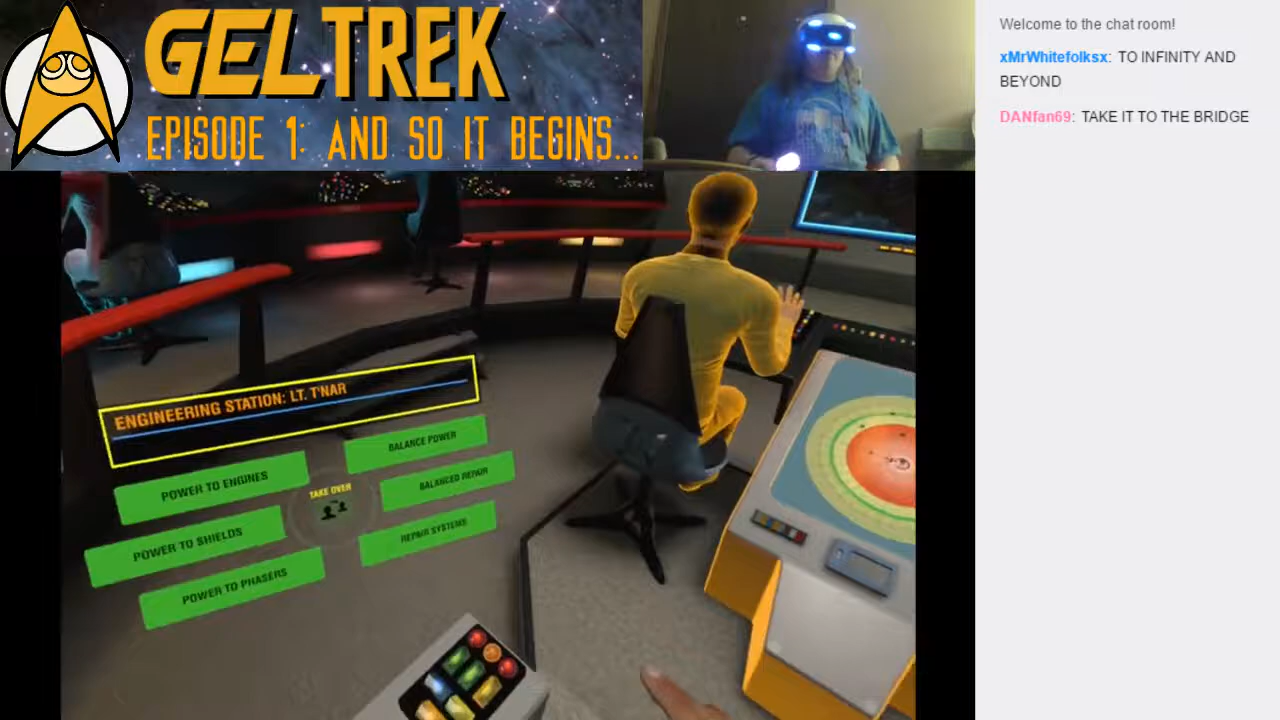 GELTREK
EPISODE 1: AND SO IT BEGINS...
Welcome to the chat room!
xMrWhitefolksx: TO INFINITY AND
BEYOND
DANfan69: TAKE IT TO THE BRIDGE
ENGINEERING STATION: LT. T'NAR
POWER TO ENGINES
BALANCE POWER
TAKE OVER
BALANCED REPAIR
POWER TO SHIELDS
REPAIR SYSTEMS
POWER TO PHASERS